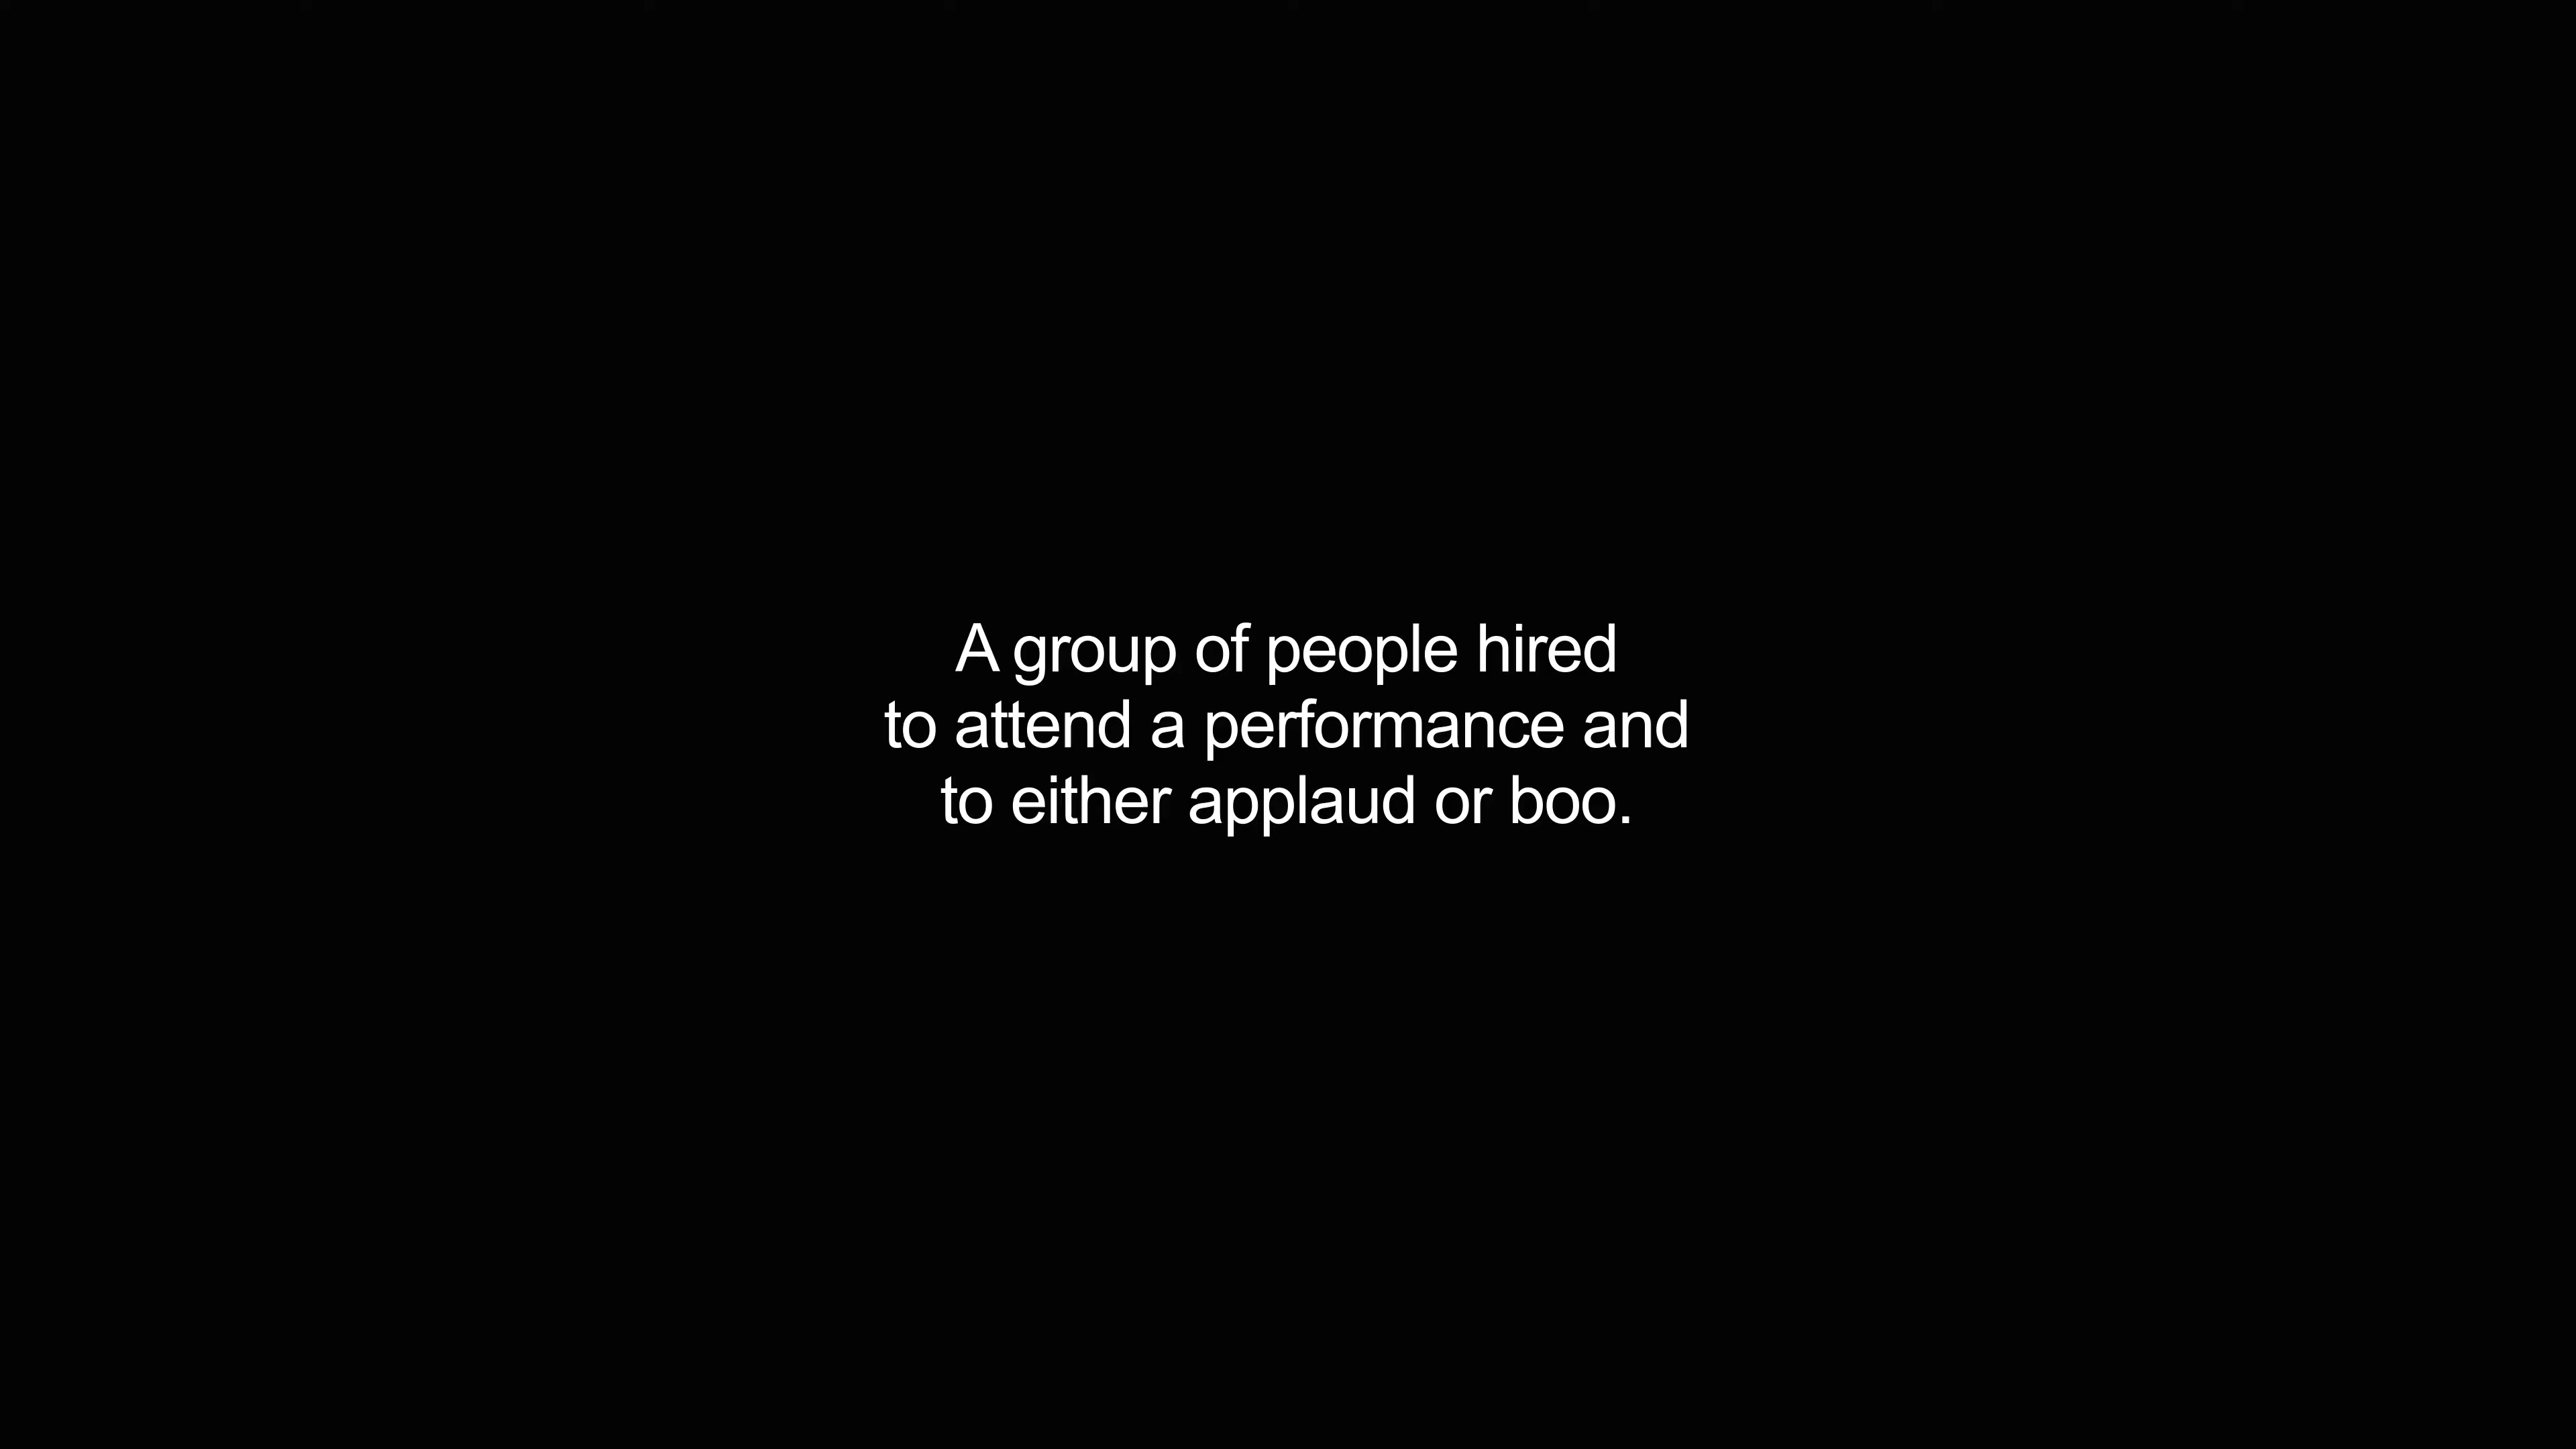 A group of people hired
to attend a performance and
to either applaud or boo.